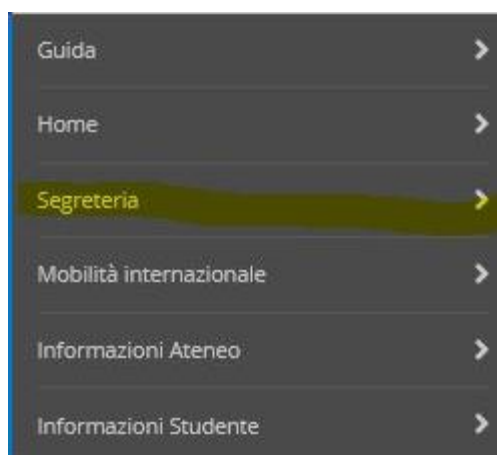 Guida
Home
Segreteria
Mobilità internazionale
Informazioni Ateneo
Informazioni Studente